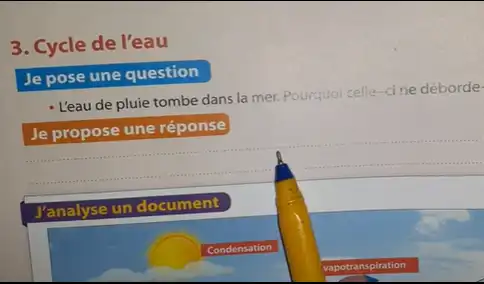 3. Cycle de l'eau
Je pose une question
• L'eau de pluie tombe dans la mer. Pourquoi celle-ci ne déborde-
Je propose une réponse
J'analyse un document
Condensation
vapotranspiration